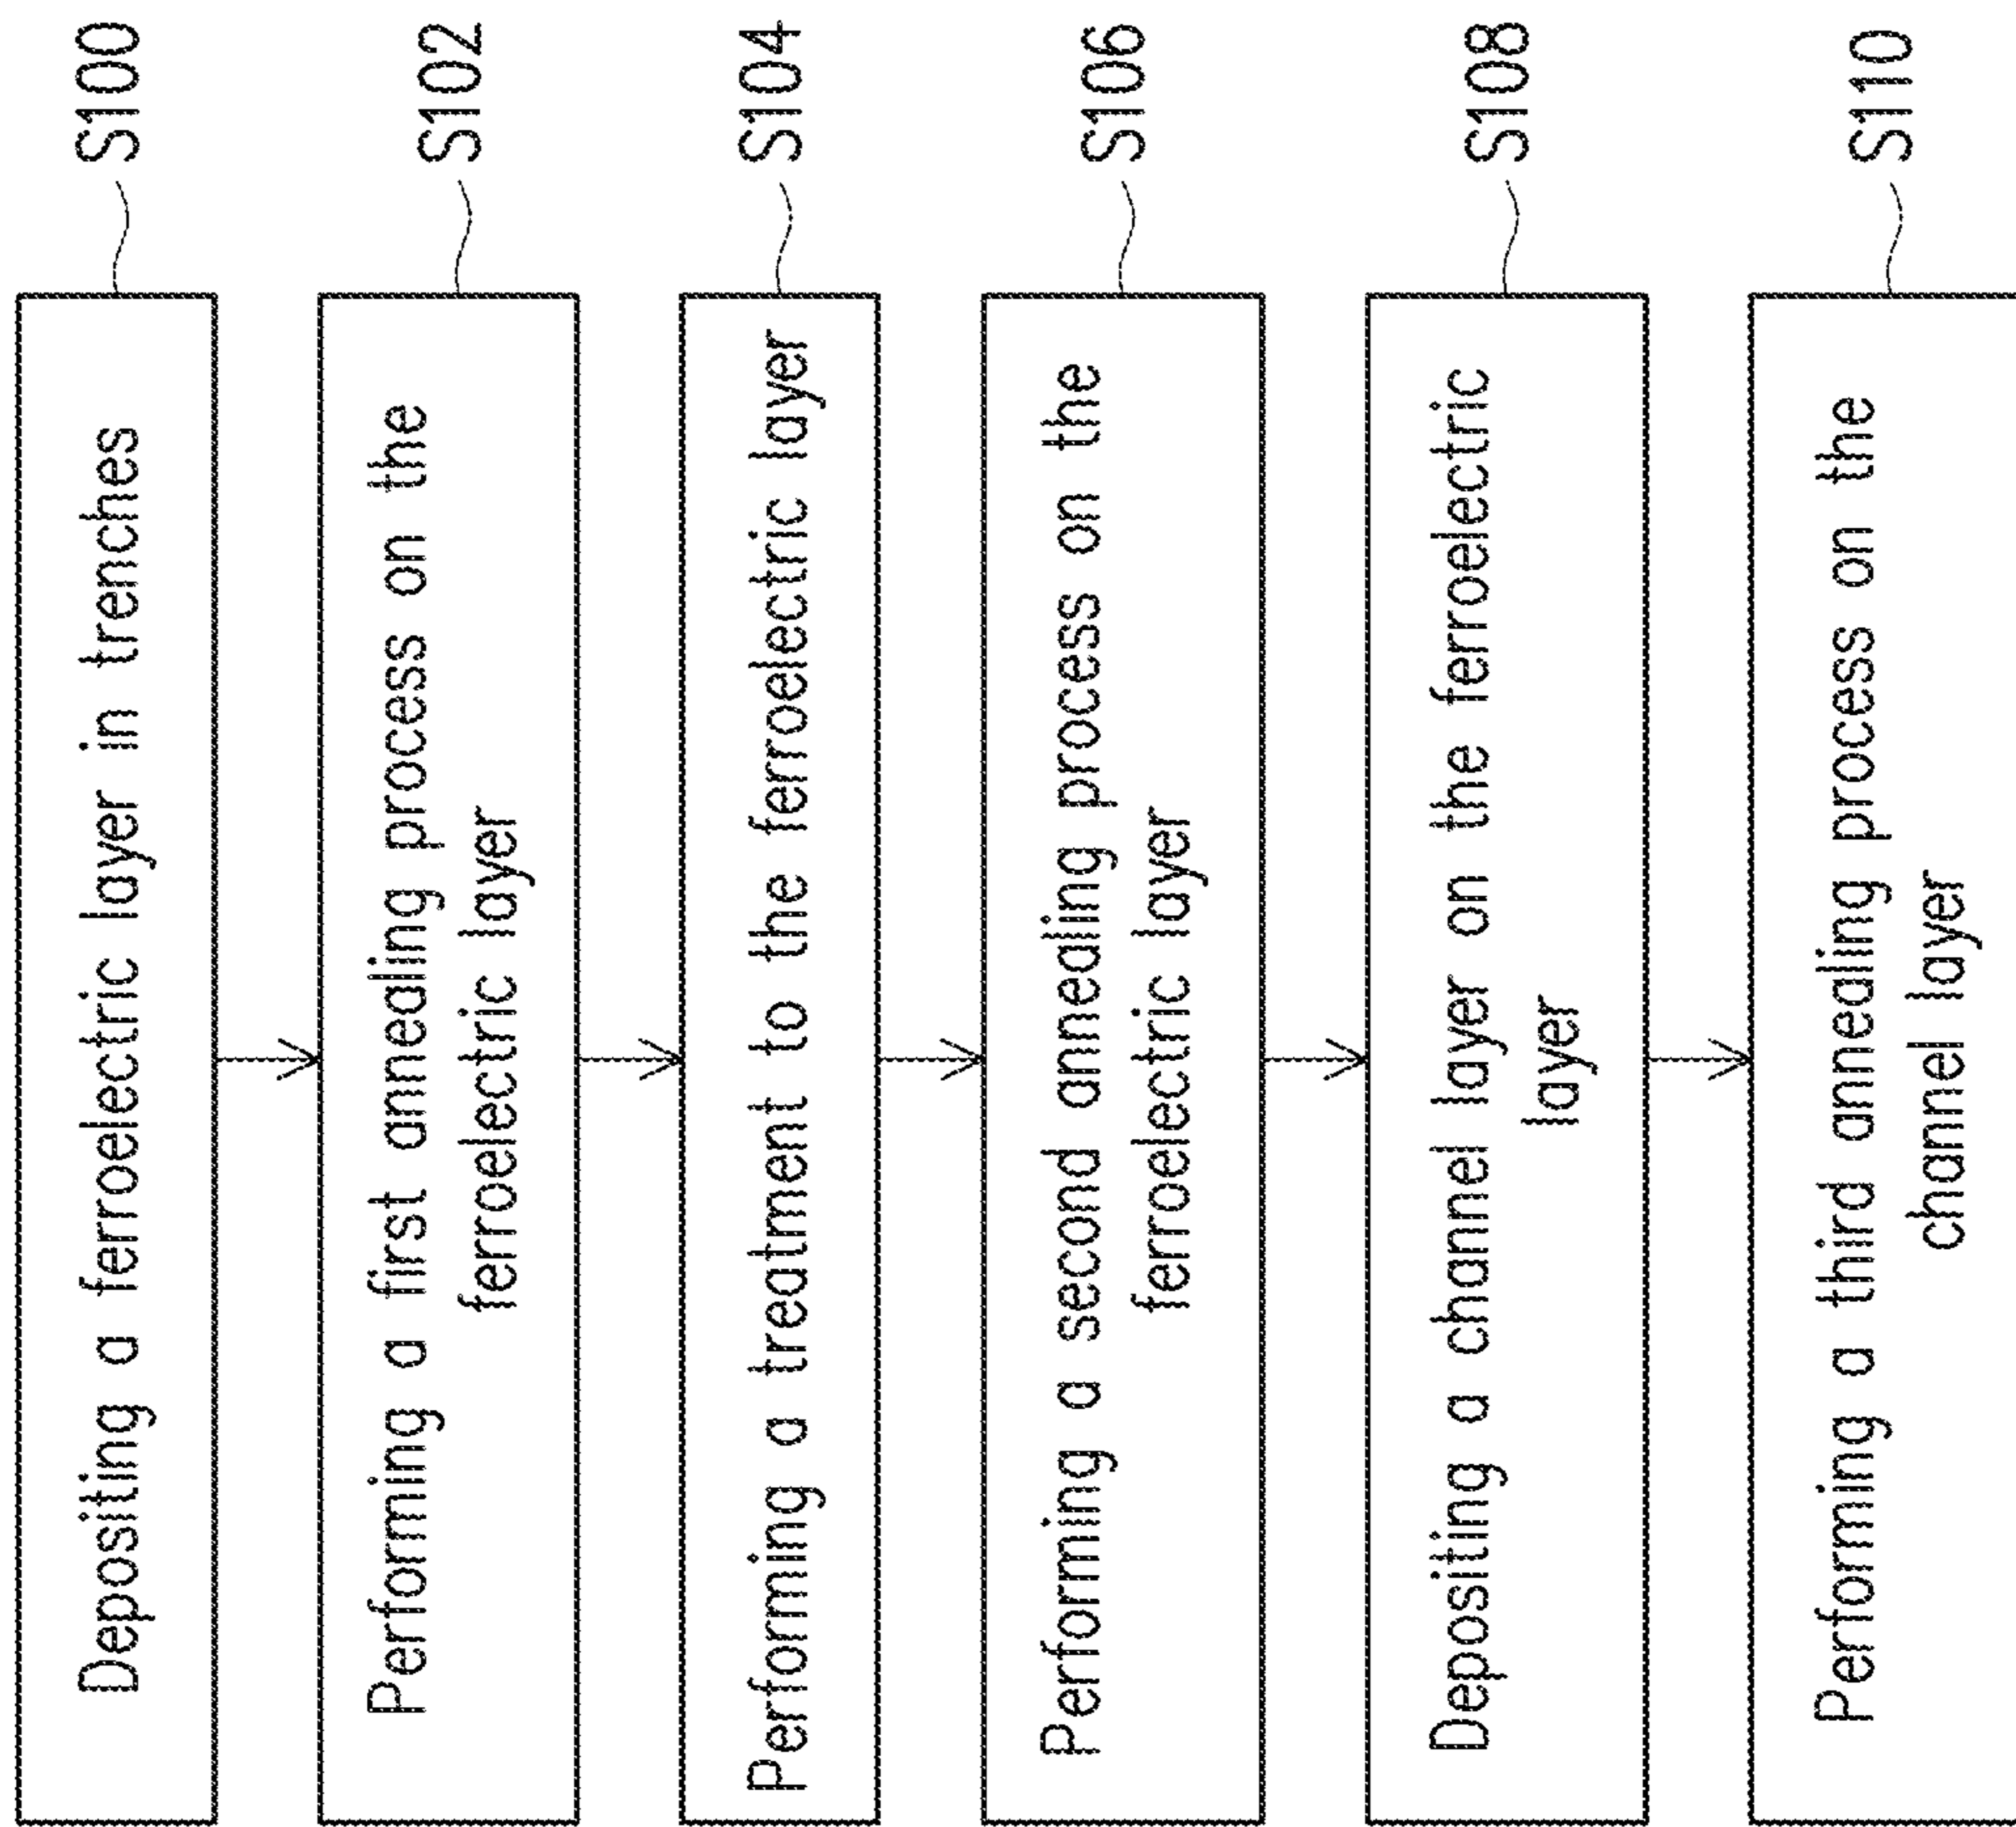 Depositing a ferroelectric layer in trenches
S100
Performing a first annealing process on the
ferroelectric layer
S102
Performing a treatment to the ferroelectric layer
S104
Performing a second annealing process on the
ferroelectric layer
S106
Depositing a channel layer on the ferroelectric
layer
S108
Performing a third annealing process on the
channel layer
S110